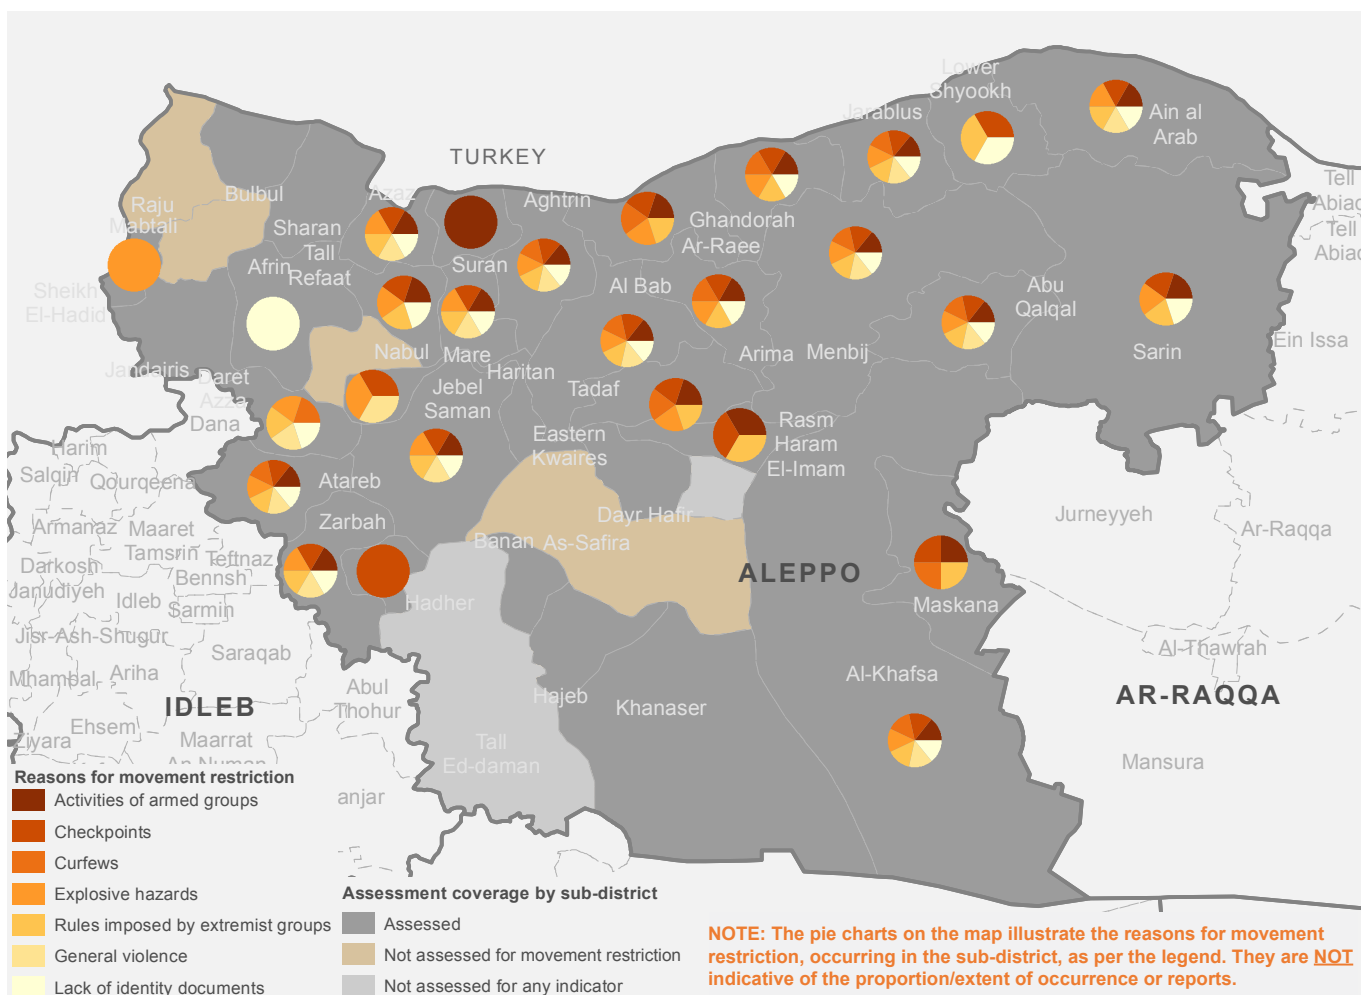 Lower
Shyookh
Ain al
Arab
Jarablus
TURKEY
Tell
Abiad
Tell
Abiad
Raju
Mabtali
Bulbul
Azaz
Aghtrin
Sharan
Ghandorah
Ar-Raee
Tall
Refaat
Afrin
Suran
Sheikh
El-Hadid
Al Bab
Abu
Qalqal
Ein Issa
Sarin
Jandairis
Daret
Azza
Nabul
Mare
Haritan
Arima
Menbij
Jebel
Saman
Tadaf
Dana
Rasm
Haram
El-Imam
Eastern
Kwaires
Harim
Salqin
Qourqeena
Atareb
Zarbah
Dayr Hafir
Banan
As-Safira
Jurneyyeh
Ar-Raqqa
Armanaz
Maaret
Tamsrin
Teftnaz
Darkosh
Bennsh
Janudiyeh
Idleb
Sarmin
ALEPPO
Maskana
Hadher
Jisr-Ash-Shugur
Saraqab
Al-Thawrah
Mhambal
Ariha
Al-Khafsa
Abul
Thohur
IDLEB
Hajeb
Khanaser
AR-RAQQA
Ehsem
Ziyara
Maarrat
An Numan
Tall
Ed-daman
Mansura
anjar
Reasons for movement restriction
Activities of armed groups
Checkpoints
Curfews
Explosive hazards
Rules imposed by extremist groups
General violence
Lack of identity documents
Assessment coverage by sub-district
Assessed
Not assessed for movement restriction
Not assessed for any indicator
NOTE: The pie charts on the map illustrate the reasons for movement
restriction, occurring in the sub-district, as per the legend. They are NOT
indicative of the proportion/extent of occurrence or reports.